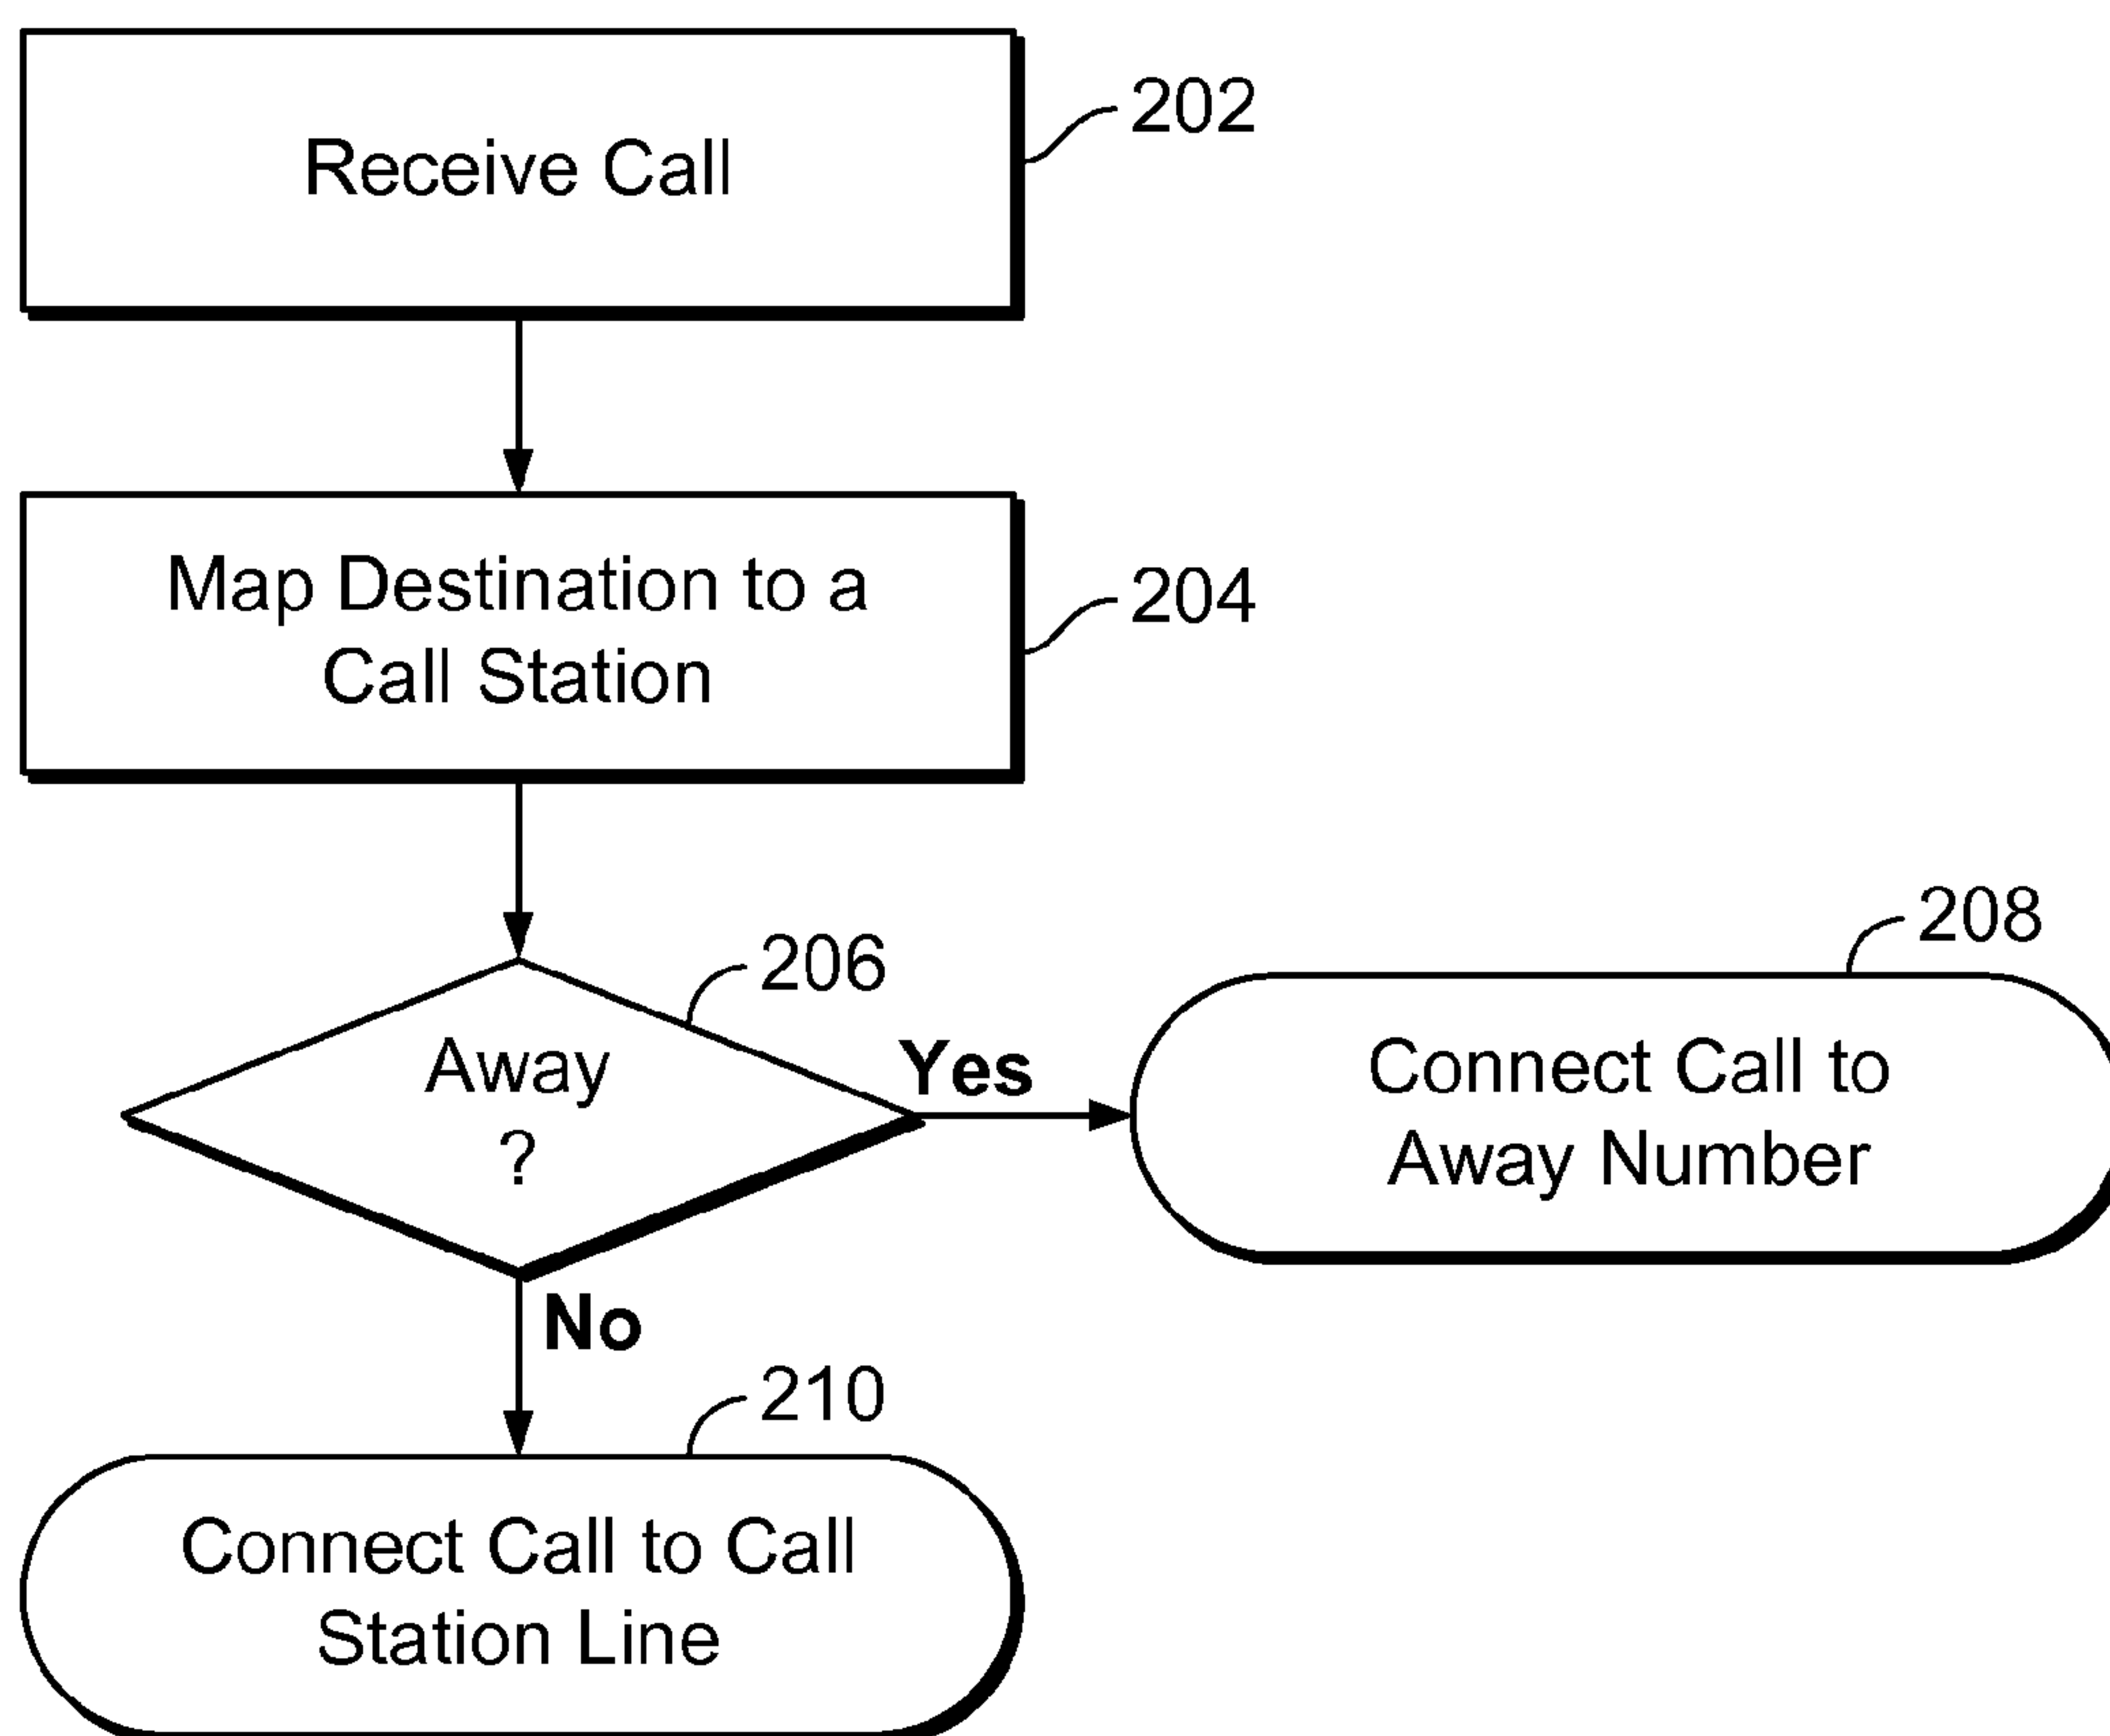 Receive Call
202
Map Destination to a
Call Station
204
206
Away
?
Yes
208
Connect Call to
Away Number
No
210
Connect Call to Call
Station Line